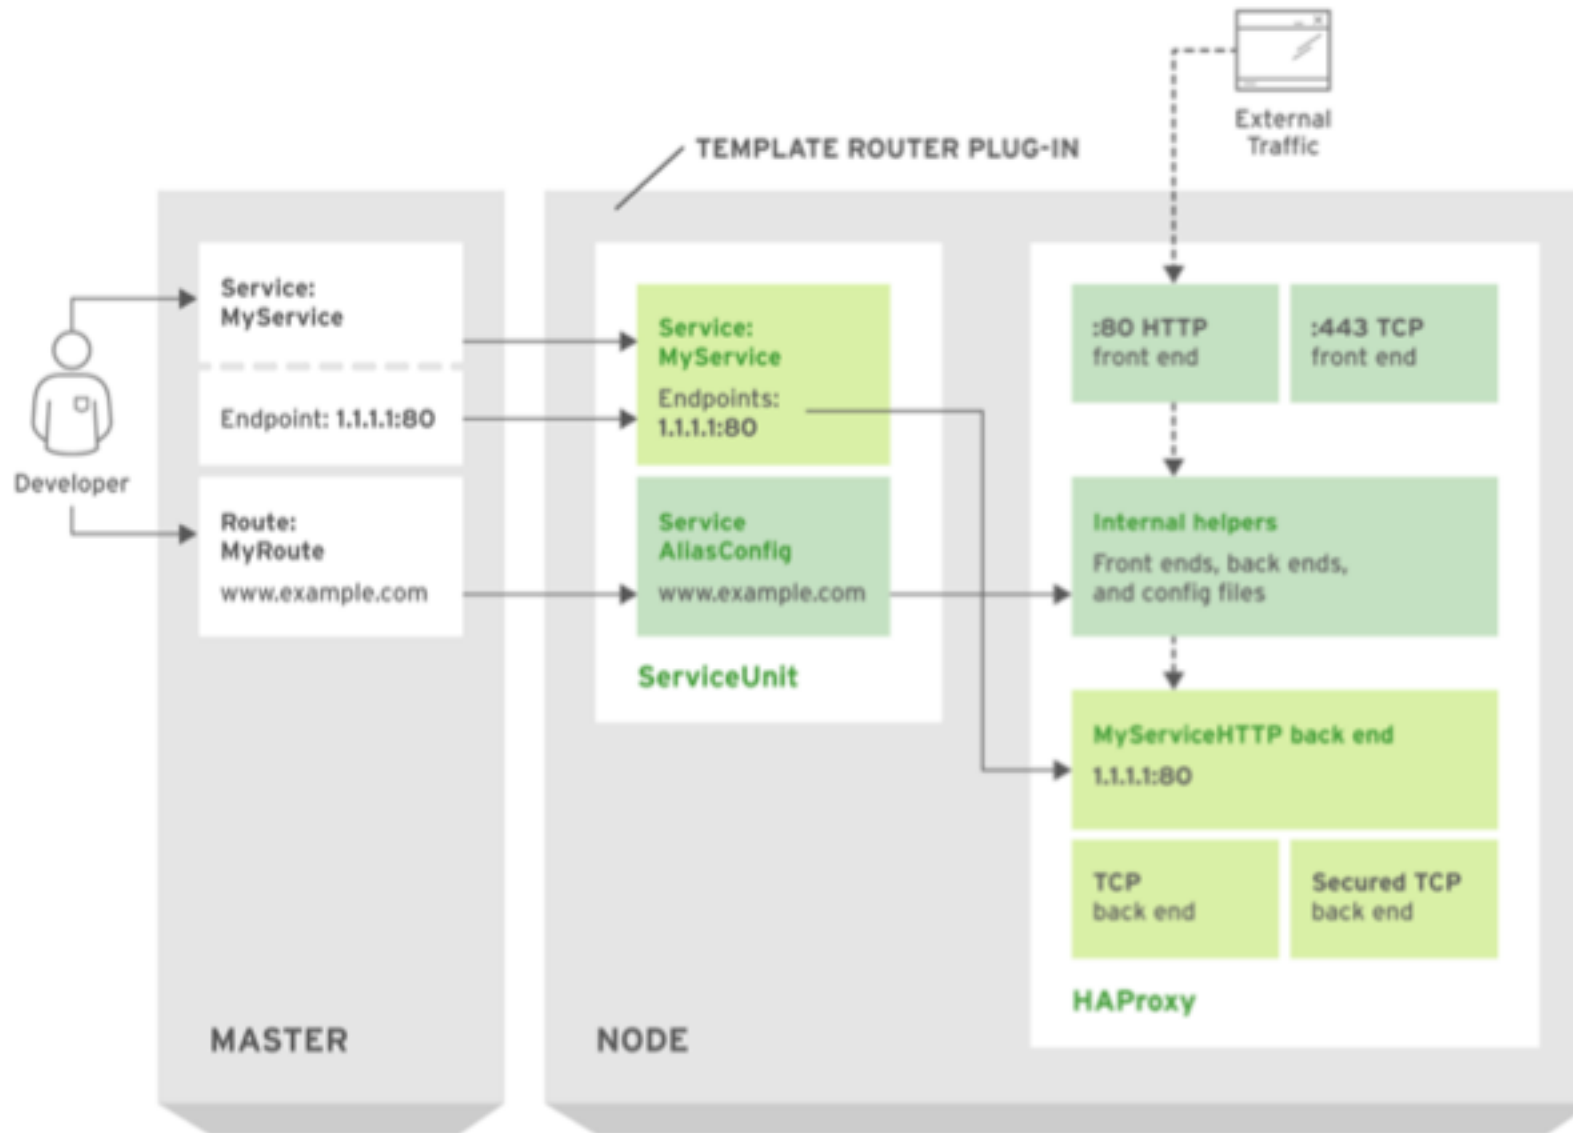 External
Traffic
TEMPLATE ROUTER PLUG-IN
Developer
Service:
MyService
Endpoint: 1.1.1.1:80
Route:
MyRoute
www.example.com
MASTER
Service:
MyService
Endpoints:
1.1.1.1:80
Service
AliasConfig
www.example.com
ServiceUnit
NODE
:80 HTTP
front end
:443 TCP
front end
Internal helpers
Front ends, back ends,
and config files
MyServiceHTTP back end
1.1.1.1:80
TCP
back end
Secured TCP
back end
HAProxy